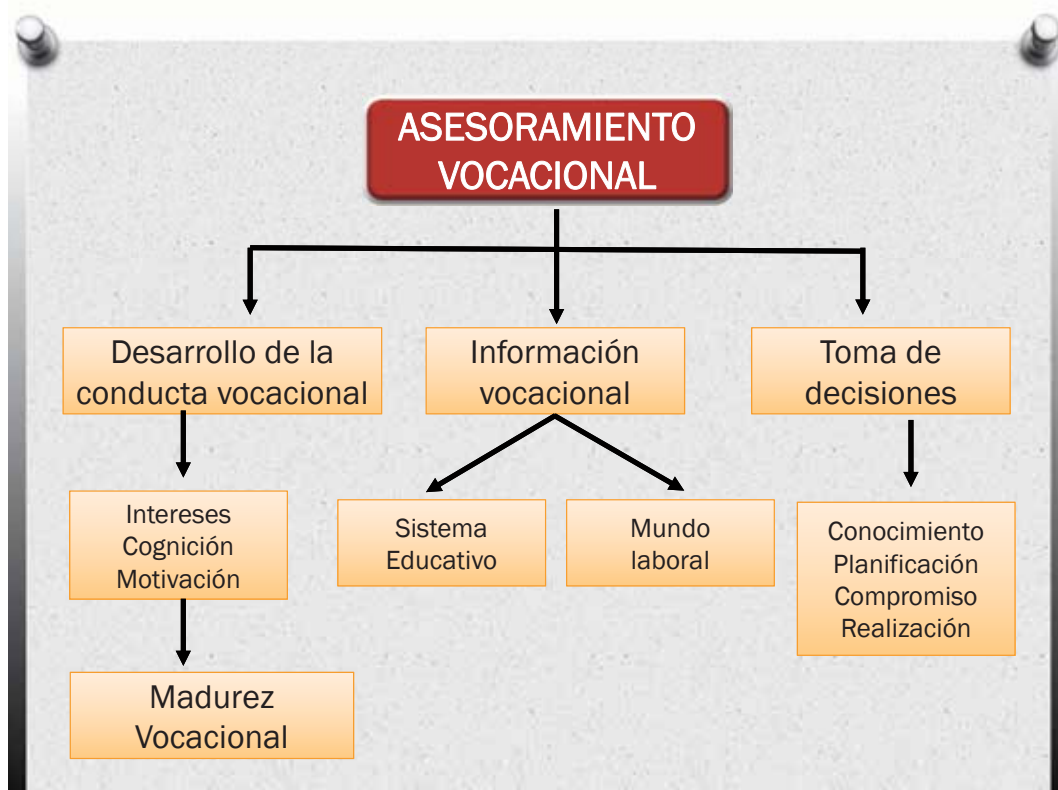 ASESORAMIENTO
VOCACIONAL
Desarrollo de la
conducta vocacional
Información
vocacional
Toma de
decisiones
Intereses
Cognición
Motivación
Sistema
Educativo
Mundo
laboral
Conocimiento
Planificación
Compromiso
Realización
Madurez
Vocacional